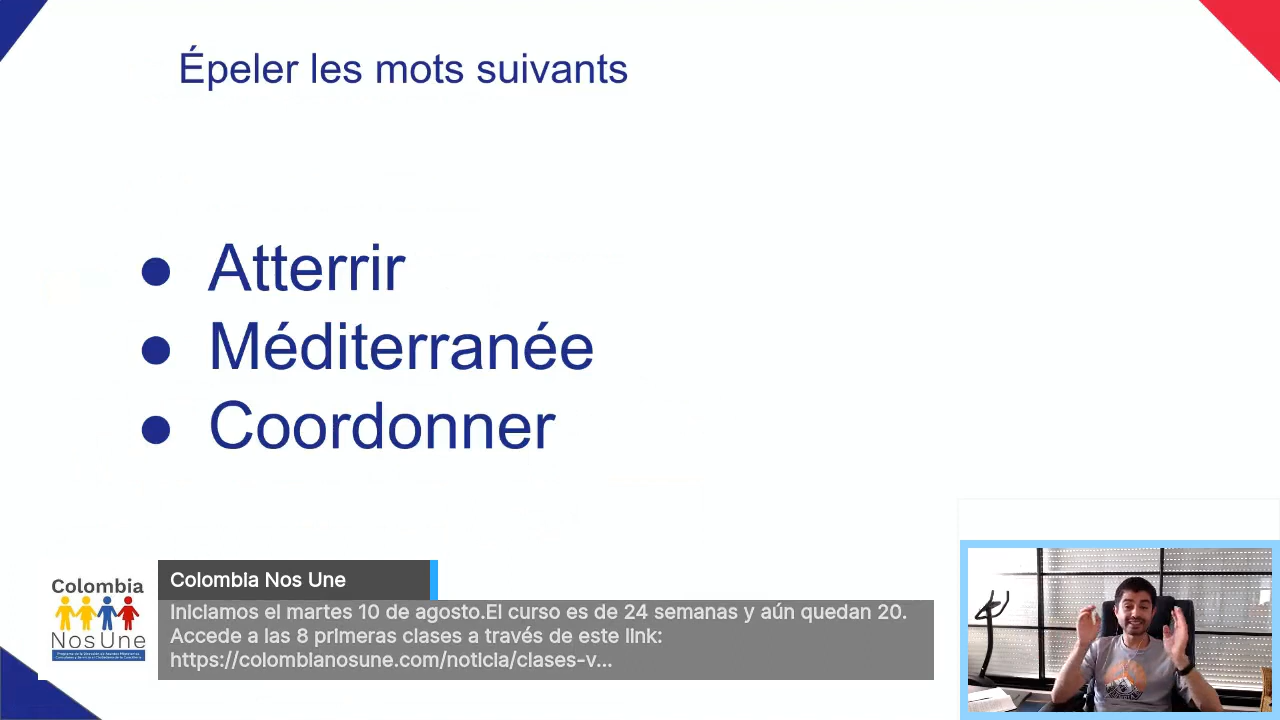 Épeler les mots suivants
● Atterrir
● Méditerranée
● Coordonner
Colombia
Nos Une
Colombia Nos Une
Iniciamos el martes 10 de agosto.El curso es de 24 semanas y aún quedan 20.
Accede a las 8 primeras clases a través de este link:
https://colombianosune.com/noticia/clases-v...